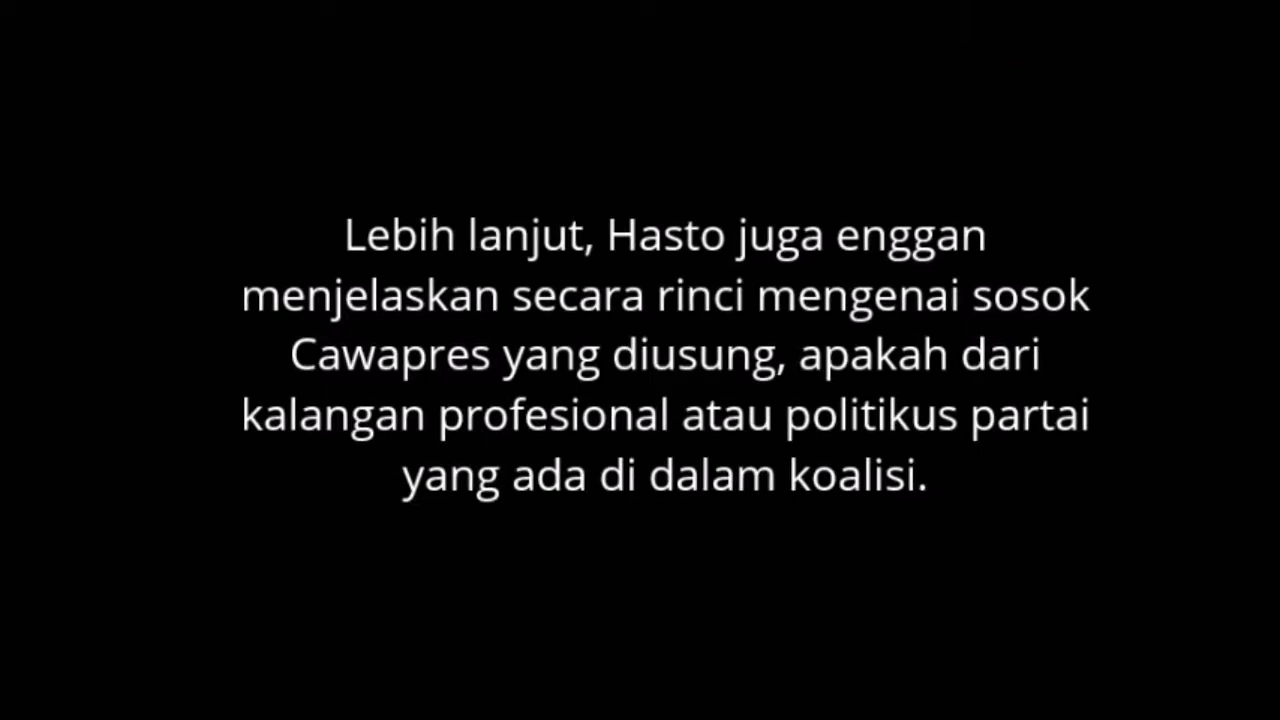 Lebih lanjut, Hasto juga enggan
menjelaskan secara rinci mengenai sosok
Cawapres yang diusung, apakah dari
kalangan profesional atau politikus partai
yang ada di dalam koalisi.